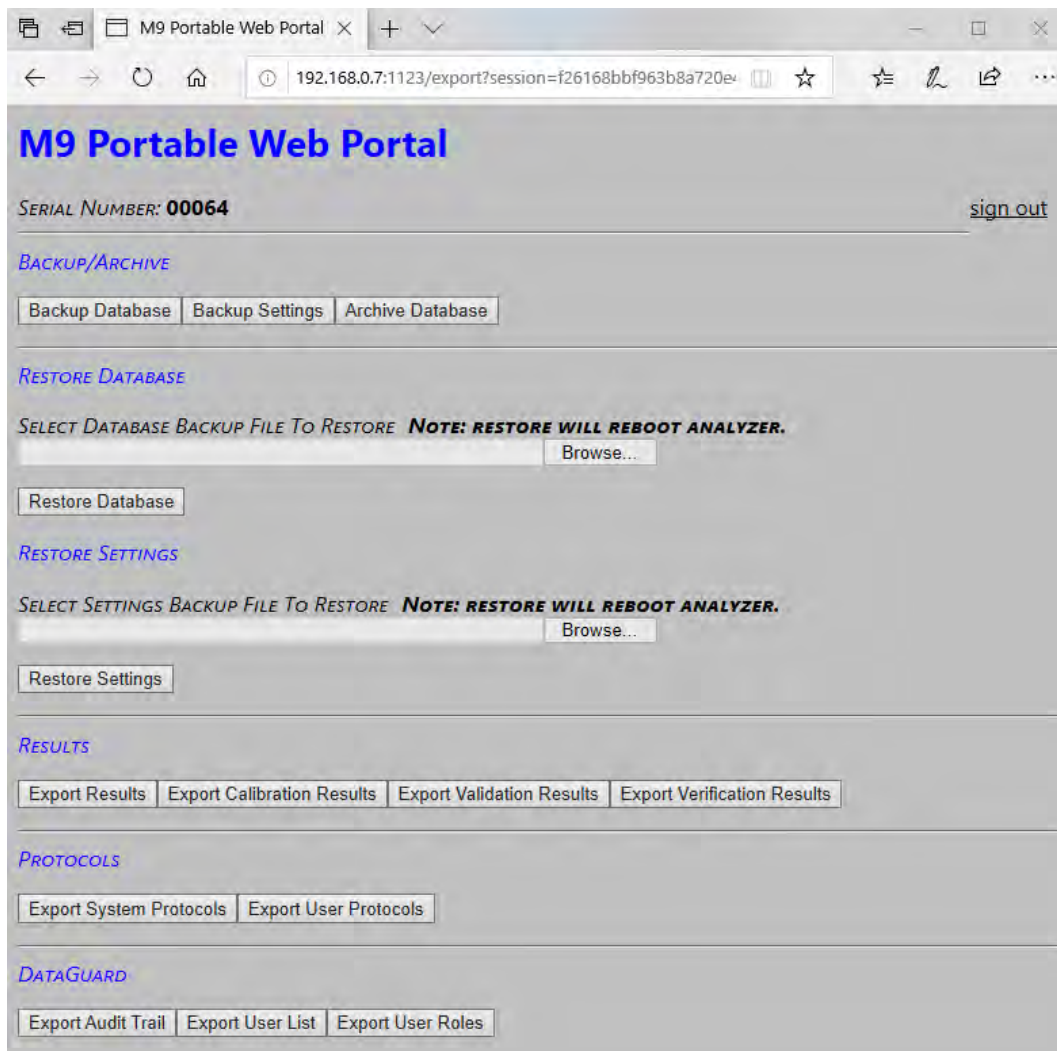 M9 Portable Web Portal
192.168.0.7:1123/export?session=f26168bbf963b8a720e
M9 Portable Web Portal
SERIAL NUMBER: 00064 sign out
BACKUP/ARCHIVE
Backup Database Backup Settings Archive Database
RESTORE DATABASE
SELECT DATABASE BACKUP FILE TO RESTORE NOTE: RESTORE WILL REBOOT ANALYZER.
Browse...
Restore Database
RESTORE SETTINGS
SELECT SETTINGS BACKUP FILE TO RESTORE NOTE: RESTORE WILL REBOOT ANALYZER.
Browse...
Restore Settings
RESULTS
Export Results Export Calibration Results Export Validation Results Export Verification Results
PROTOCOLS
Export System Protocols Export User Protocols
DATAGUARD
Export Audit Trail Export User List Export User Roles